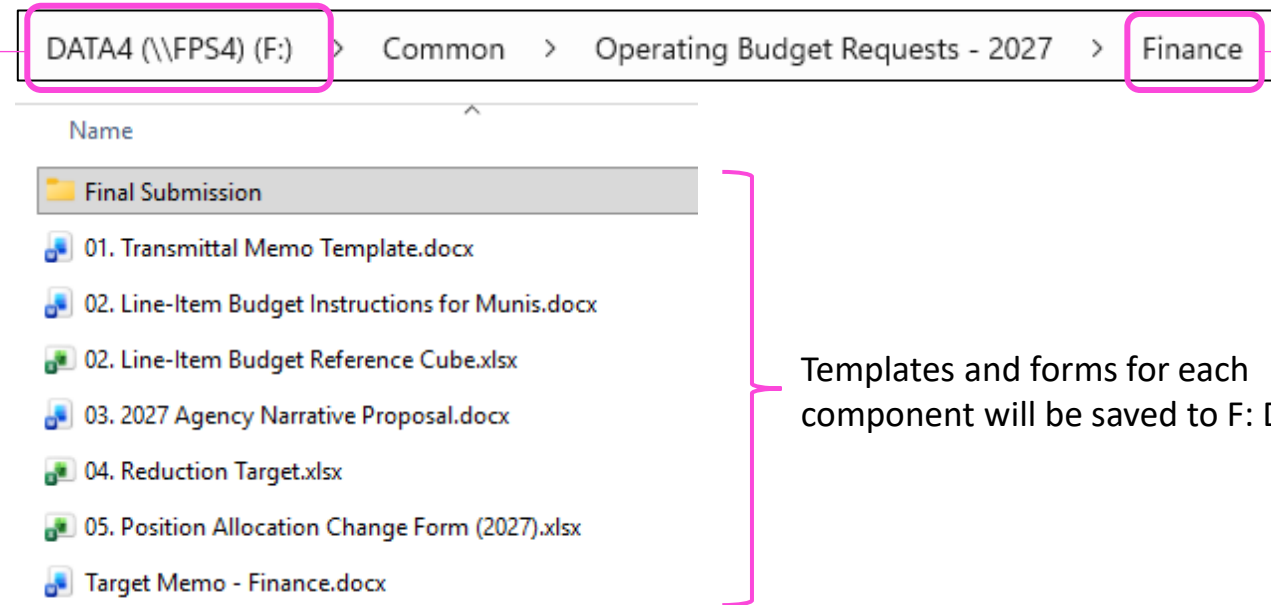 DATA4 (\\FPS4) (F:) > Common > Operating Budget Requests - 2027 > Finance
Name
Final Submission
01. Transmittal Memo Template.docx
02. Line-Item Budget Instructions for Munis.docx
02. Line-Item Budget Reference Cube.xlsx
03. 2027 Agency Narrative Proposal.docx
04. Reduction Target.xlsx
05. Position Allocation Change Form (2027).xlsx
Target Memo - Finance.docx
Templates and forms for each
component will be saved to F: